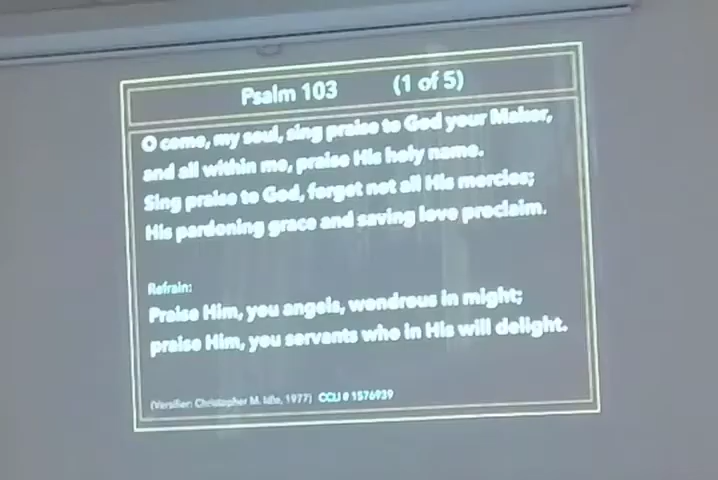 Psalm 103 (1 of 5)
O come, my soul, sing praise to God your Maker,
and all within me, praise His holy name.
Sing praise to God, forget not all His mercies;
His pardoning grace and saving love proclaim.
Refrain:
Praise Him, you angels, wondrous in might;
praise Him, you servants who in His will delight.
(Versifier: Christopher M. Idle, 1977) CCLI # 1576939